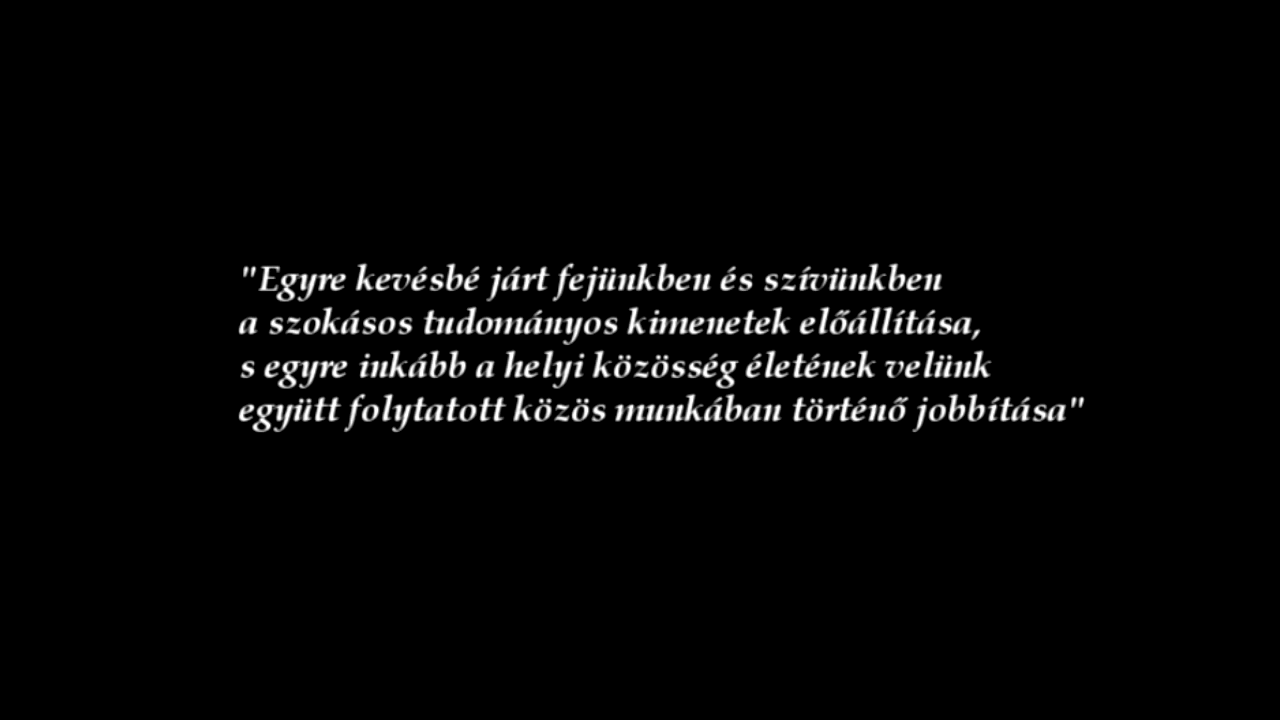 "Egyre kevésbé járt fejünkben és szívünkben
a szokásos tudományos kimenetek előállítása,
s egyre inkább a helyi közösség életének velünk
együtt folytatott közös munkában történő jobbítása"